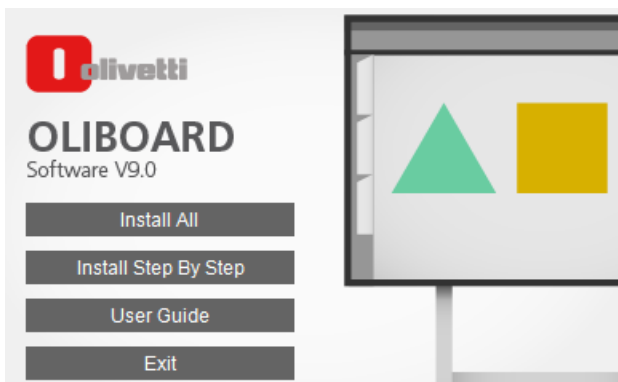 olivetti
OLIBOARD
Software V9.0
Install All
Install Step By Step
User Guide
Exit